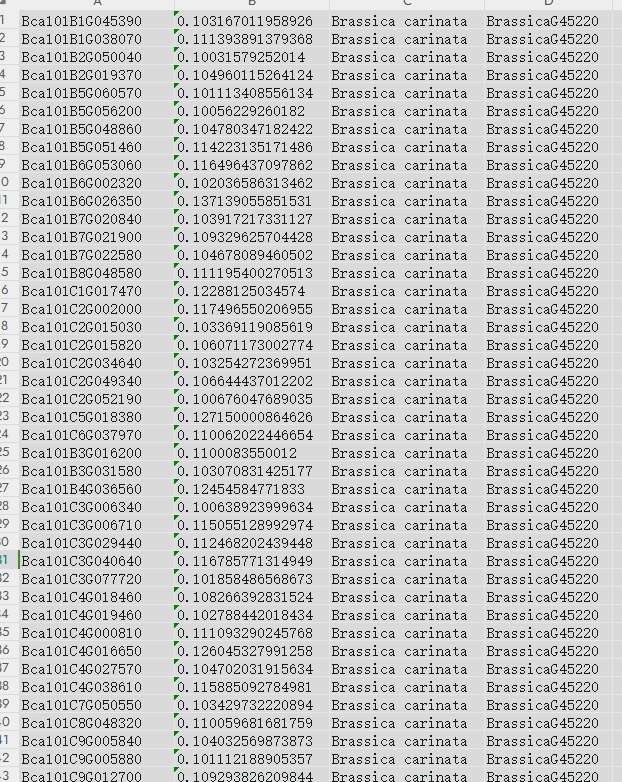 A B C D
1 Bca101B1G045390 0.103167011958926 Brassica carinata BrassicaG45220
2 Bca101B1G038070 0.111393891379368 Brassica carinata BrassicaG45220
3 Bca101B2G050040 0.10031579252014 Brassica carinata BrassicaG45220
4 Bca101B2G019370 0.104960115264124 Brassica carinata BrassicaG45220
5 Bca101B5G060570 0.101113408556134 Brassica carinata BrassicaG45220
6 Bca101B5G056200 0.10056229260182 Brassica carinata BrassicaG45220
7 Bca101B5G048860 0.104780347182422 Brassica carinata BrassicaG45220
8 Bca101B5G051460 0.114223135171486 Brassica carinata BrassicaG45220
9 Bca101B6G053060 0.116496437097862 Brassica carinata BrassicaG45220
0 Bca101B6G002320 0.102036586313462 Brassica carinata BrassicaG45220
1 Bca101B6G026350 0.137139055851531 Brassica carinata BrassicaG45220
2 Bca101B7G020840 0.103917217331127 Brassica carinata BrassicaG45220
3 Bca101B7G021900 0.109329625704428 Brassica carinata BrassicaG45220
4 Bca101B7G022580 0.104678089460502 Brassica carinata BrassicaG45220
5 Bca101B8G048580 0.111195400270513 Brassica carinata BrassicaG45220
6 Bca101C1G017470 0.12288125034574 Brassica carinata BrassicaG45220
7 Bca101C2G002000 0.117496550206955 Brassica carinata BrassicaG45220
8 Bca101C2G015030 0.103369119085619 Brassica carinata BrassicaG45220
9 Bca101C2G015820 0.106071173002774 Brassica carinata BrassicaG45220
20 Bca101C2G034640 0.103254272369951 Brassica carinata BrassicaG45220
21 Bca101C2G049340 0.106644437012202 Brassica carinata BrassicaG45220
22 Bca101C2G052190 0.100676047689035 Brassica carinata BrassicaG45220
23 Bca101C5G018380 0.127150000864626 Brassica carinata BrassicaG45220
24 Bca101C6G037970 0.110062022446654 Brassica carinata BrassicaG45220
25 Bca101B3G016200 0.1100083550012 Brassica carinata BrassicaG45220
26 Bca101B3G031580 0.103070831425177 Brassica carinata BrassicaG45220
27 Bca101B4G036560 0.12454584771833 Brassica carinata BrassicaG45220
28 Bca101C3G006340 0.100638923999634 Brassica carinata BrassicaG45220
29 Bca101C3G006710 0.115055128992974 Brassica carinata BrassicaG45220
30 Bca101C3G029440 0.112468202439448 Brassica carinata BrassicaG45220
31 Bca101C3G040640 0.116785771314949 Brassica carinata BrassicaG45220
32 Bca101C3G077720 0.101858486568673 Brassica carinata BrassicaG45220
33 Bca101C4G018460 0.108266392831524 Brassica carinata BrassicaG45220
34 Bca101C4G019460 0.102788442018434 Brassica carinata BrassicaG45220
35 Bca101C4G000810 0.111093290245768 Brassica carinata BrassicaG45220
36 Bca101C4G016650 0.126045327991258 Brassica carinata BrassicaG45220
37 Bca101C4G027570 0.104702031915634 Brassica carinata BrassicaG45220
38 Bca101C4G038610 0.115885092784981 Brassica carinata BrassicaG45220
39 Bca101C7G050550 0.103429732220894 Brassica carinata BrassicaG45220
40 Bca101C8G048320 0.110059681681759 Brassica carinata BrassicaG45220
41 Bca101C9G005840 0.104032569873873 Brassica carinata BrassicaG45220
42 Bca101C9G005880 0.101112188905357 Brassica carinata BrassicaG45220
43 Bca101C9G012700 0.109293826209844 Brassica carinata BrassicaG45220